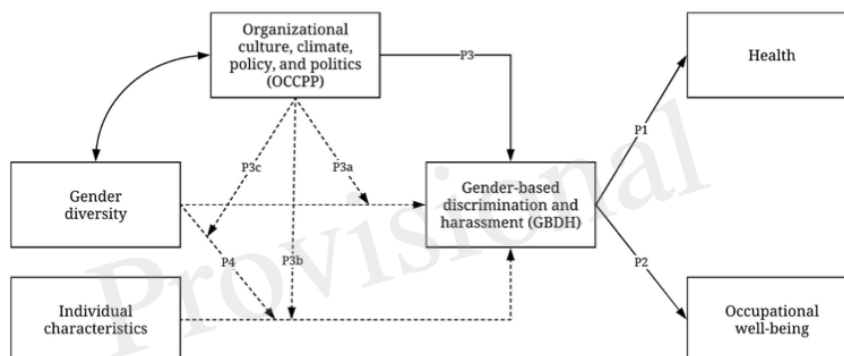 Organizational
culture, climate,
policy, and politics
(OCCPP)
P3
Health
P1
P3c
P3a
Gender
diversity
Gender-based
discrimination and
harassment (GBDH)
P4
P3b
P2
Individual
characteristics
Occupational
well-being
Provisional